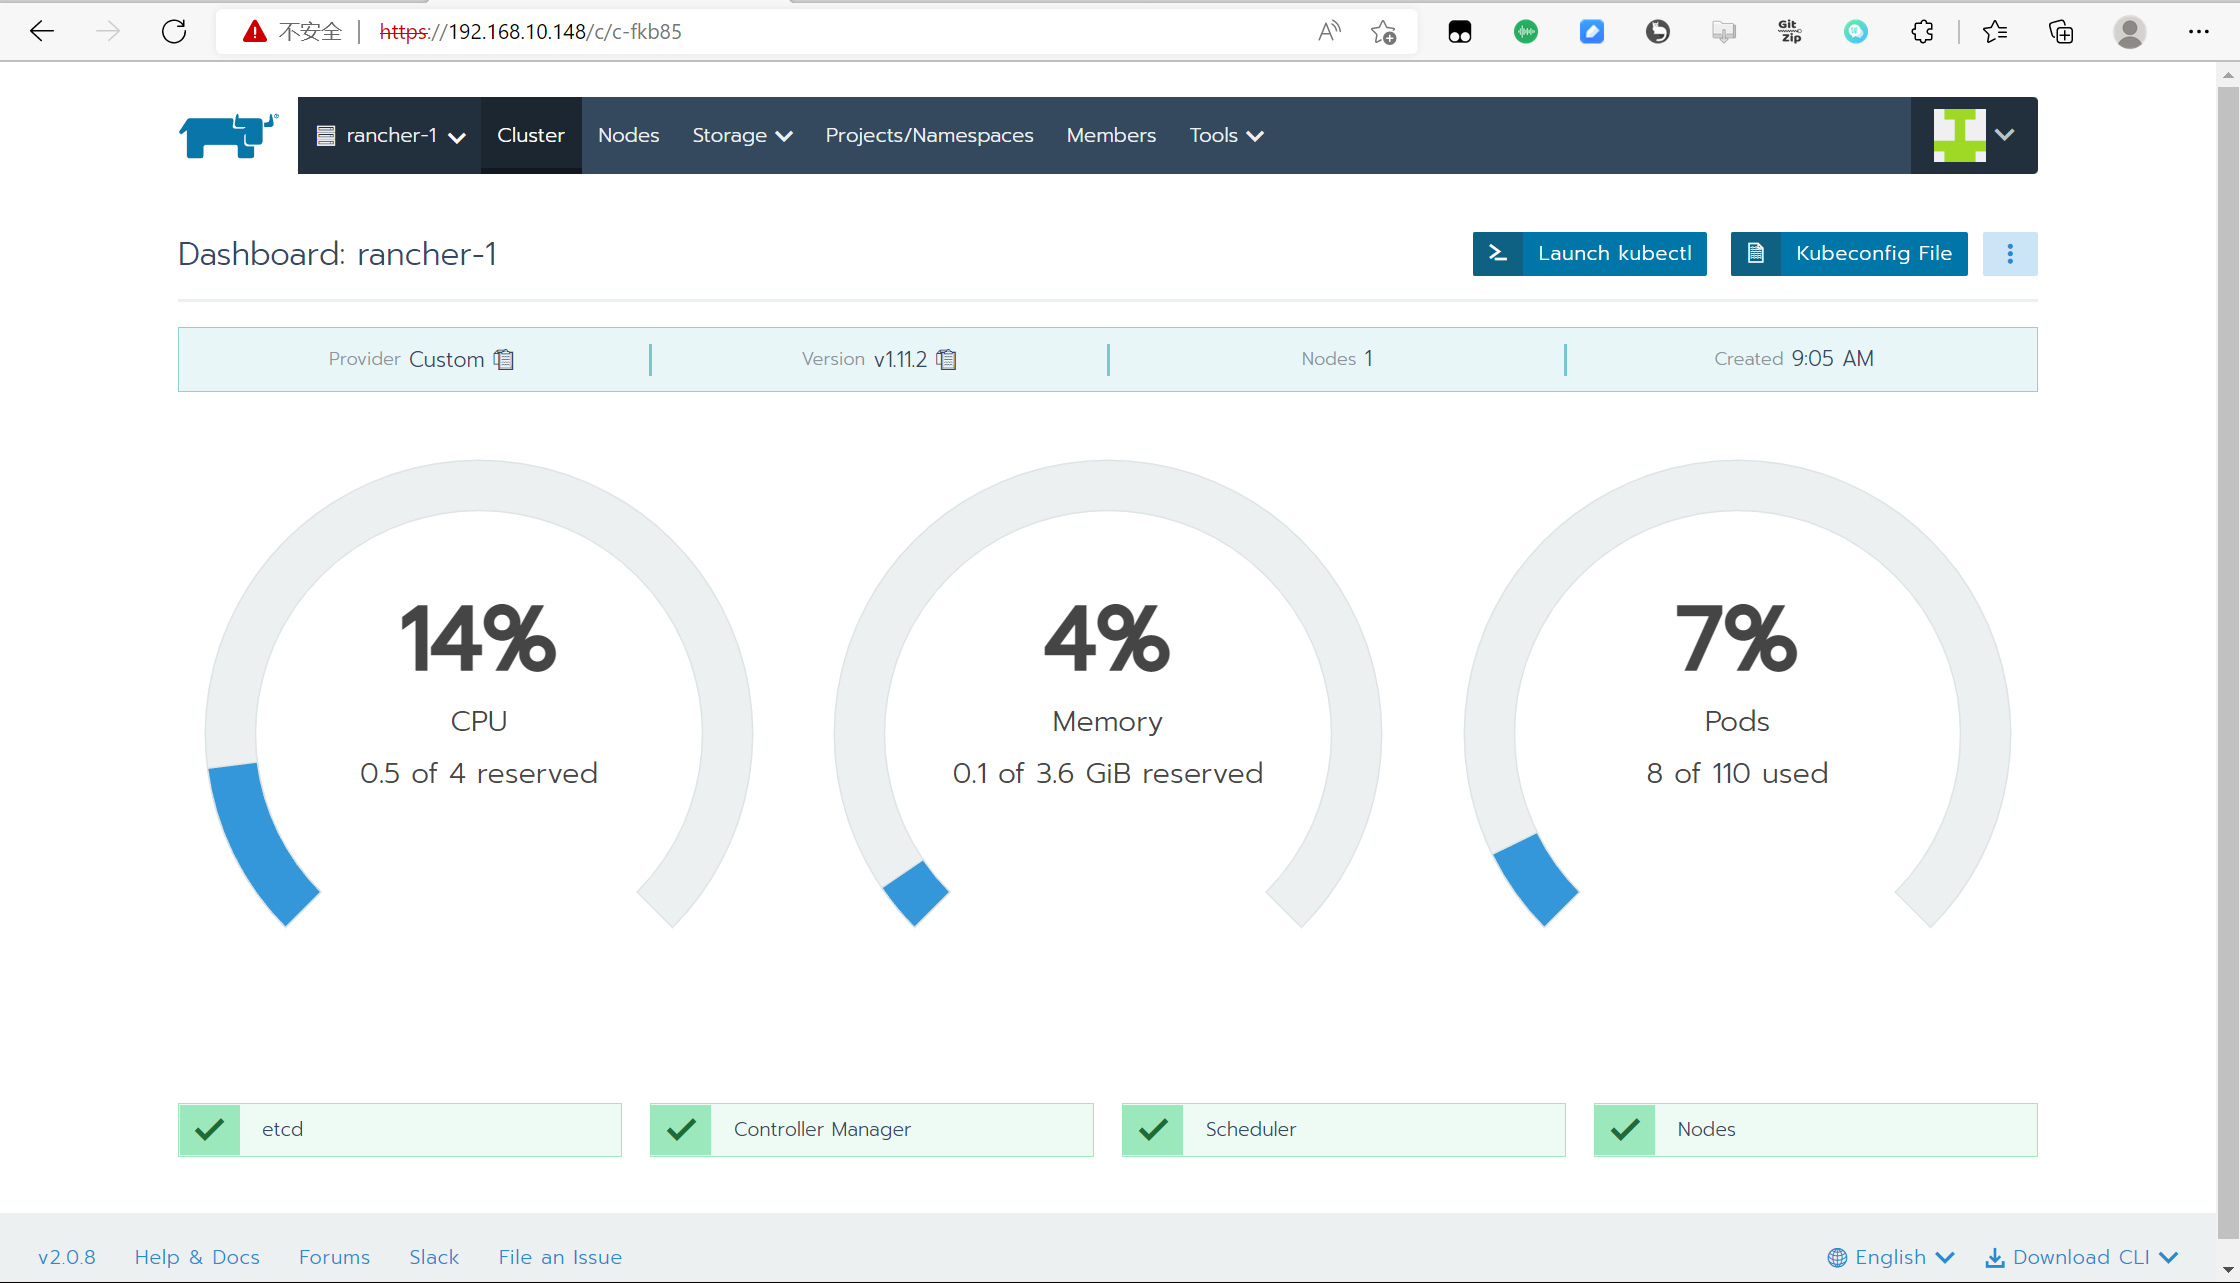 不安全 https://192.168.10.148/c/c-fkb85
Git Zip
rancher-1 Cluster Nodes Storage Projects/Namespaces Members Tools
Dashboard: rancher-1
Launch kubectl Kubeconfig File
Provider Custom Version v1.11.2 Nodes 1 Created 9:05 AM
14% 4% 7%
CPU Memory Pods
0.5 of 4 reserved 0.1 of 3.6 GiB reserved 8 of 110 used
etcd Controller Manager Scheduler Nodes
v2.0.8 Help & Docs Forums Slack File an Issue English Download CLI